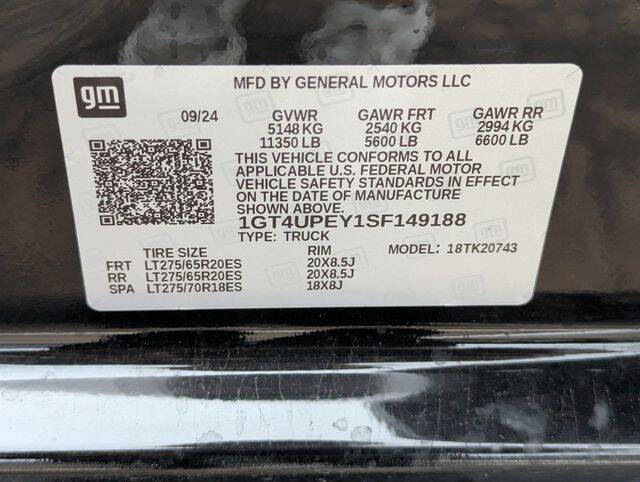 gm
MFD BY GENERAL MOTORS LLC
09/24 GVWR GAWR FRT GAWR RR
5148 KG 2540 KG 2994 KG
11350 LB 5600 LB 6600 LB
THIS VEHICLE CONFORMS TO ALL
APPLICABLE U.S. FEDERAL MOTOR
VEHICLE SAFETY STANDARDS IN EFFECT
ON THE DATE OF MANUFACTURE
SHOWN ABOVE.
1GT4UPEY1SF149188
TYPE: TRUCK MODEL: 18TK20743
TIRE SIZE RIM
FRT LT275/65R20ES 20X8.5J
RR LT275/65R20ES 20X8.5J
SPA LT275/70R18ES 18X8J